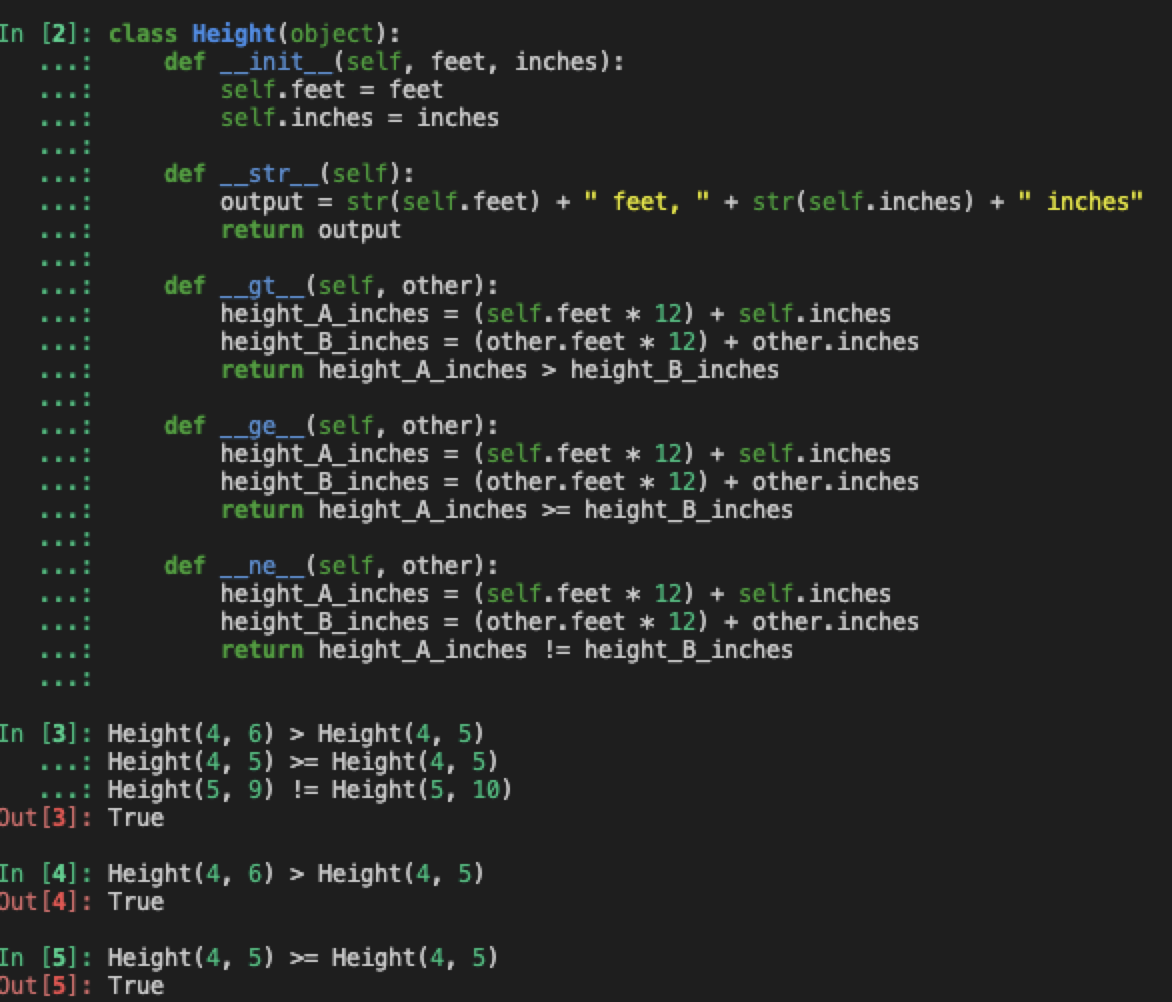 In [2]: class Height(object):
   ...:     def __init__(self, feet, inches):
   ...:         self.feet = feet
   ...:         self.inches = inches
   ...:
   ...:     def __str__(self):
   ...:         output = str(self.feet) + " feet, " + str(self.inches) + " inches"
   ...:         return output
   ...:
   ...:     def __gt__(self, other):
   ...:         height_A_inches = (self.feet * 12) + self.inches
   ...:         height_B_inches = (other.feet * 12) + other.inches
   ...:         return height_A_inches > height_B_inches
   ...:
   ...:     def __ge__(self, other):
   ...:         height_A_inches = (self.feet * 12) + self.inches
   ...:         height_B_inches = (other.feet * 12) + other.inches
   ...:         return height_A_inches >= height_B_inches
   ...:
   ...:     def __ne__(self, other):
   ...:         height_A_inches = (self.feet * 12) + self.inches
   ...:         height_B_inches = (other.feet * 12) + other.inches
   ...:         return height_A_inches != height_B_inches
   ...:
In [3]: Height(4, 6) > Height(4, 5)
   ...: Height(4, 5) >= Height(4, 5)
   ...: Height(5, 9) != Height(5, 10)
Out[3]: True
In [4]: Height(4, 6) > Height(4, 5)
Out[4]: True
In [5]: Height(4, 5) >= Height(4, 5)
Out[5]: True